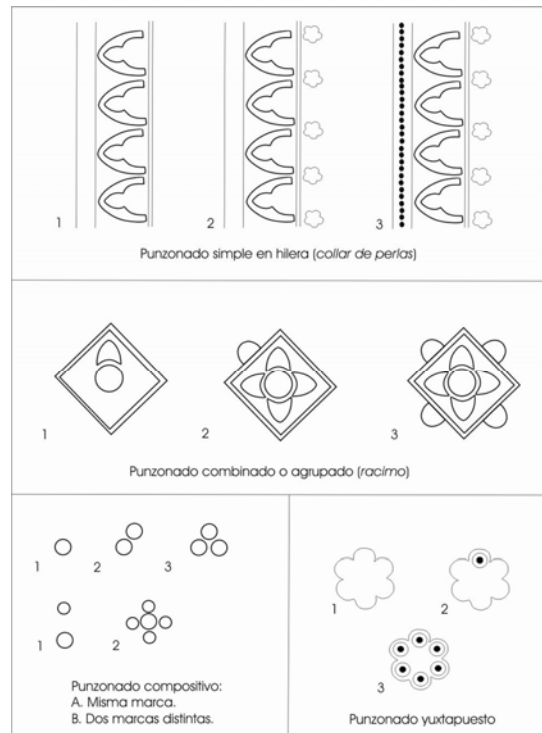 1 2 3
Punzonado simple en hilera (collar de perlas)
1 2 3
Punzonado combinado o agrupado (racimo)
1 2 3
1 2
Punzonado compositivo:
A. Misma marca.
B. Dos marcas distintas.
1 2
3
Punzonado yuxtapuesto